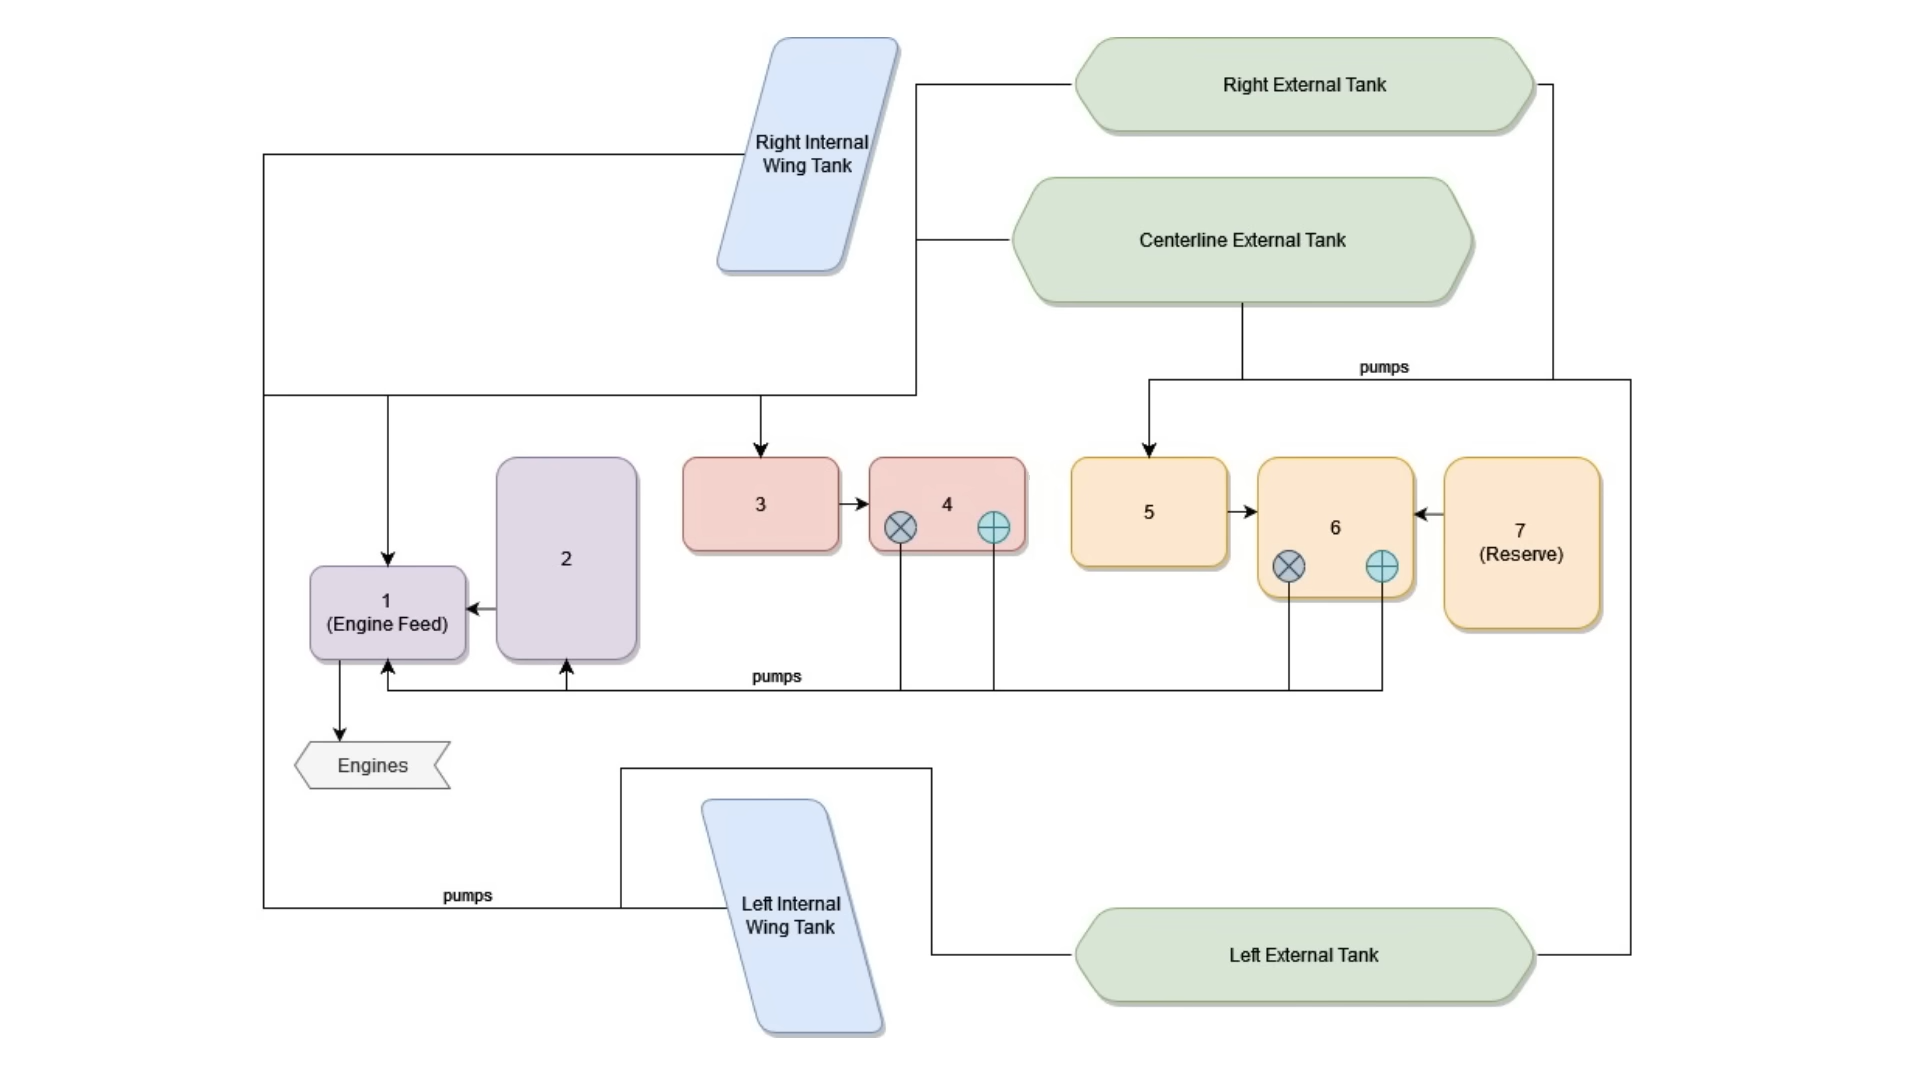 Right External Tank
Right Internal
Wing Tank
Centerline External Tank
pumps
3
4
5
6
7
(Reserve)
2
1
(Engine Feed)
pumps
Engines
pumps
Left Internal
Wing Tank
Left External Tank